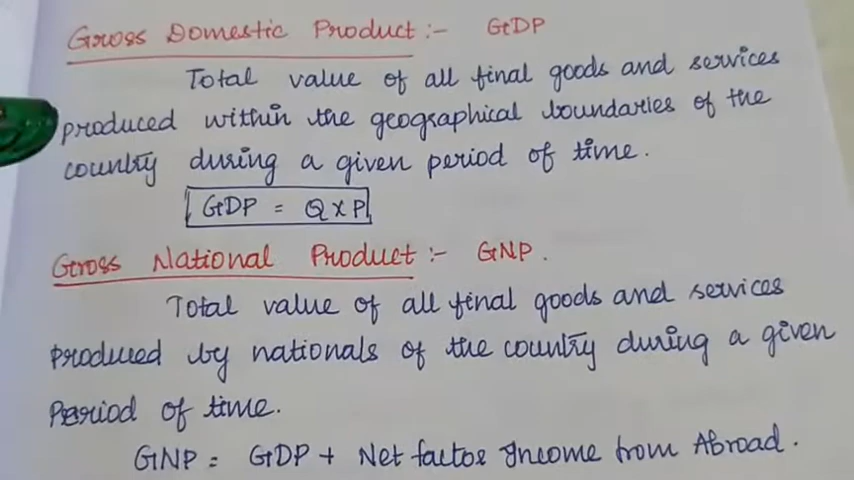 Gross Domestic Product :- GDP
Total value of all final goods and services
produced within the geographical boundaries of the
country during a given period of time.
GDP = Q X P
Gross National Product :- GNP.
Total value of all final goods and services
produced by nationals of the country during a given
Period of time.
GNP = GDP + Net factor Income from Abroad.